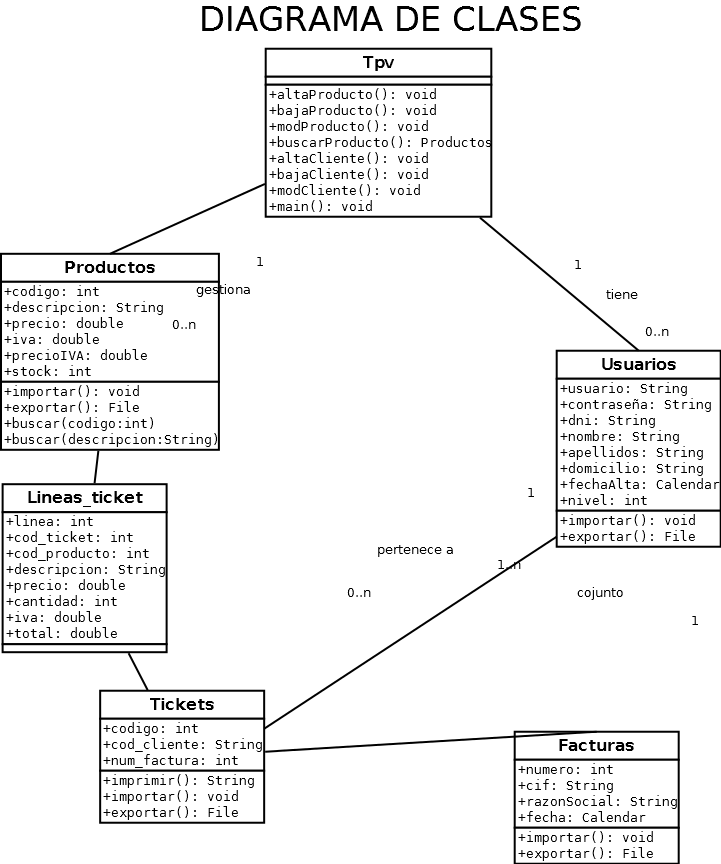 DIAGRAMA DE CLASES
Tpv
+altaProducto(): void
+bajaProducto(): void
+modProducto(): void
+buscarProducto(): Productos
+altaCliente(): void
+bajaCliente(): void
+modCliente(): void
+main(): void
1
gestiona
0..n
1
tiene
0..n
Productos
+codigo: int
+descripcion: String
+precio: double
+iva: double
+precioIVA: double
+stock: int
+importar(): void
+exportar(): File
+buscar(codigo:int)
+buscar(descripcion:String)
Usuarios
+usuario: String
+contraseña: String
+dni: String
+nombre: String
+apellidos: String
+domicilio: String
+fechaAlta: Calendar
+nivel: int
+importar(): void
+exportar(): File
Lineas_ticket
+linea: int
+cod_ticket: int
+cod_producto: int
+descripcion: String
+precio: double
+cantidad: int
+iva: double
+total: double
1
pertenece a
0..n
1..n
cojunto
1
Tickets
+codigo: int
+cod_cliente: String
+num_factura: int
+imprimir(): String
+importar(): void
+exportar(): File
Facturas
+numero: int
+cif: String
+razonSocial: String
+fecha: Calendar
+importar(): void
+exportar(): File